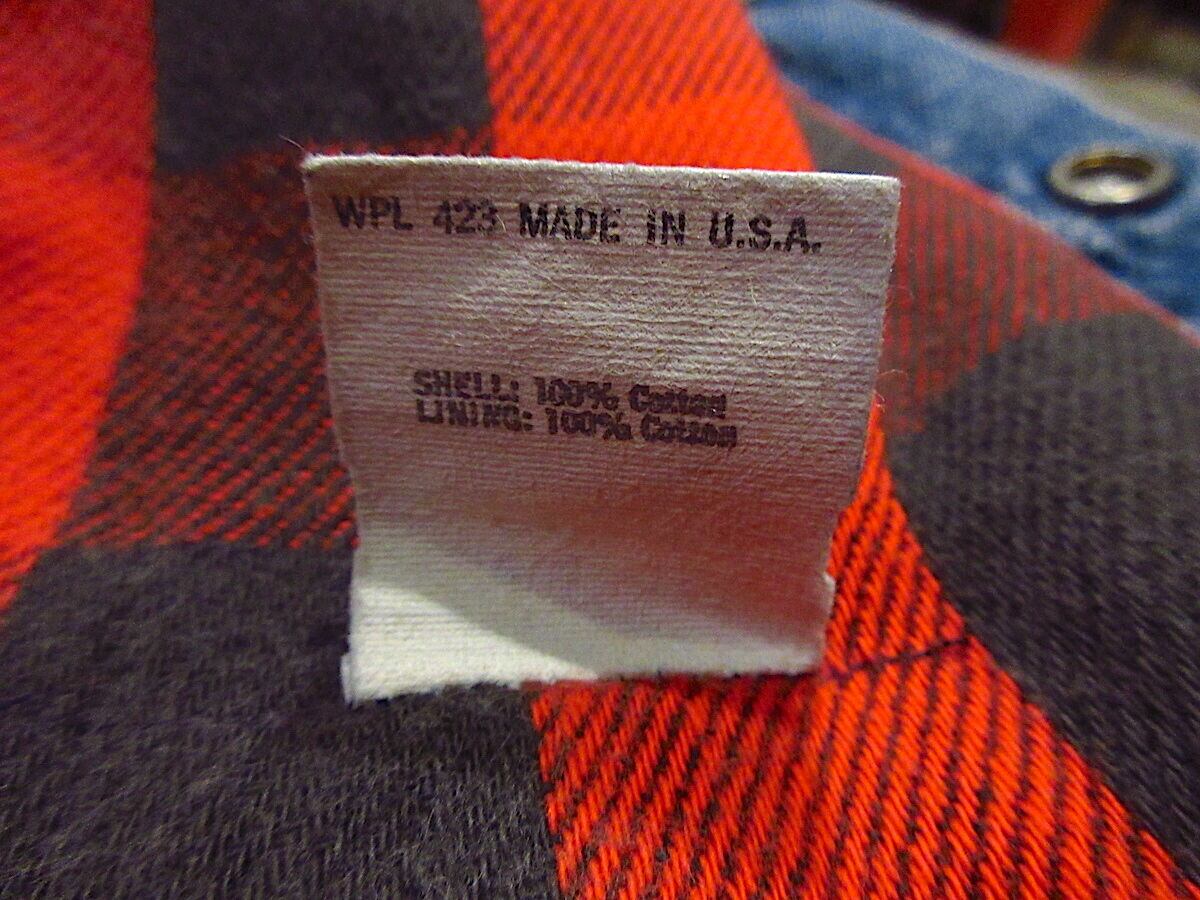 WPL 423 MADE IN U.S.A.
SHELL: 100% Cotton
LINING: 100% Cotton